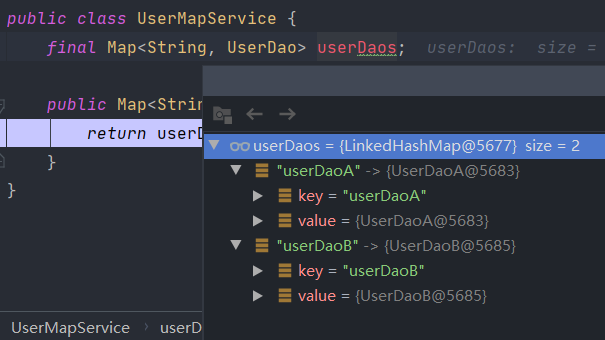 public class UserMapService {
final Map<String, UserDao> userDaos; userDaos: size =
public Map<Strin
return userD
}
}
userDaos = {LinkedHashMap@5677} size = 2
"userDaoA" -> {UserDaoA@5683}
key = "userDaoA"
value = {UserDaoA@5683}
"userDaoB" -> {UserDaoB@5685}
key = "userDaoB"
value = {UserDaoB@5685}
UserMapService › userD